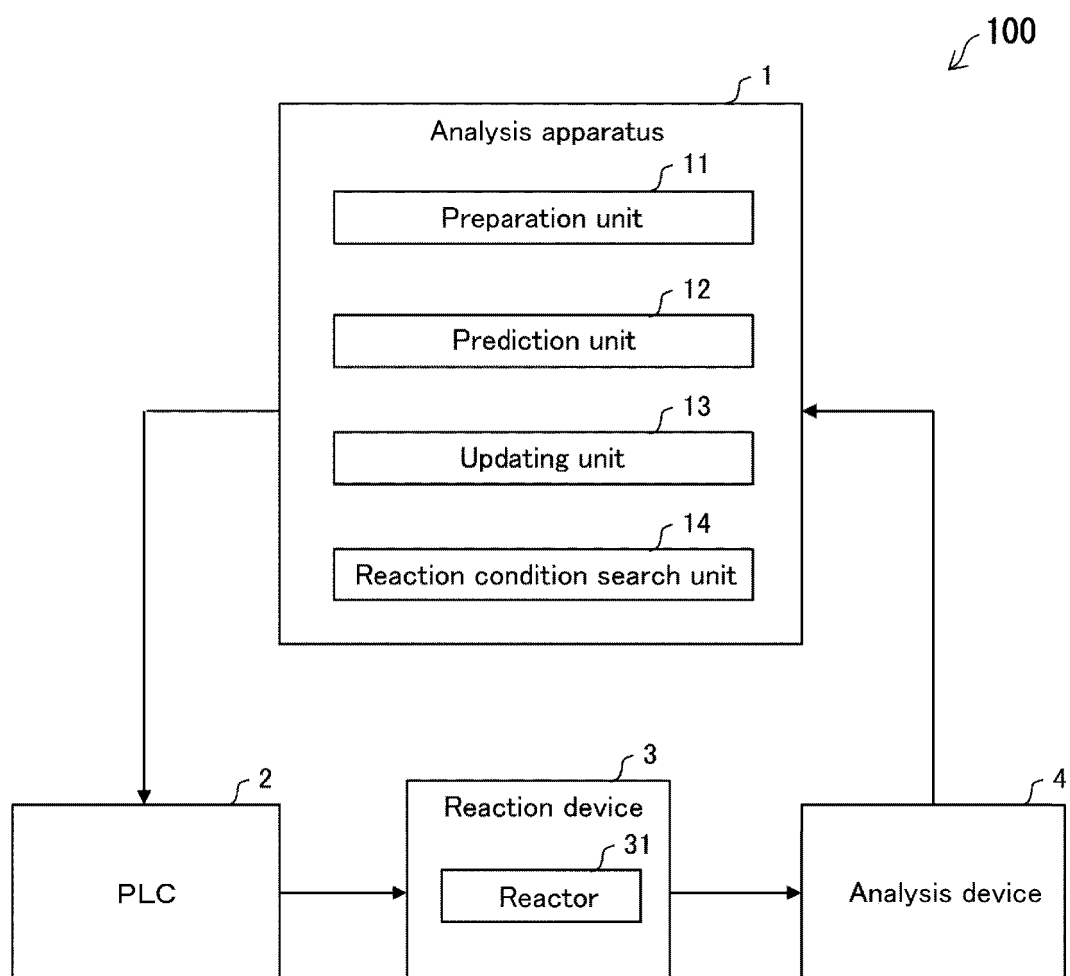 100
1
Analysis apparatus
11
Preparation unit
12
Prediction unit
13
Updating unit
14
Reaction condition search unit
2
PLC
3
Reaction device
31
Reactor
4
Analysis device